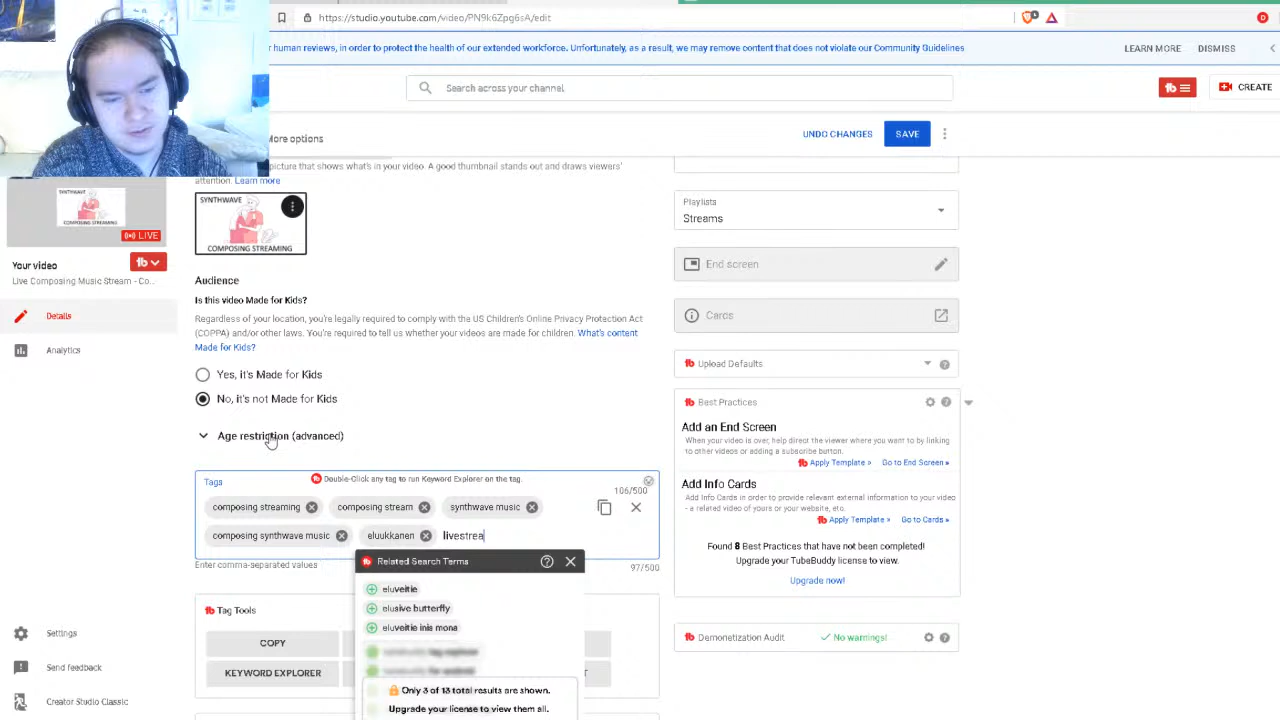 https://studio.youtube.com/video/PN9k6Zpg6sA/edit
human reviews, in order to protect the health of our extended workforce. Unfortunately, as a result, we may remove content that does not violate our Community Guidelines
LEARN MORE
DISMISS
Search across your channel
CREATE
More options
UNDO CHANGES
SAVE
picture that shows what's in your video. A good thumbnail stands out and draws viewers'
attention. Learn more
SYNTHWAVE
COMPOSING STREAMING
SYNTHWAVE
COMPOSING STREAMING
LIVE
Your video
Live Composing Music Stream - Co...
Details
Analytics
Settings
Send feedback
Creator Studio Classic
Audience
Is this video Made for Kids?
Regardless of your location, you're legally required to comply with the US Children's Online Privacy Protection Act
(COPPA) and/or other laws. You're required to tell us whether your videos are made for children. What's content
Made for Kids?
Yes, it's Made for Kids
No, it's not Made for Kids
Age restriction (advanced)
Tags
Double-Click any tag to run Keyword Explorer on the tag.
106/500
composing streaming
composing stream
synthwave music
composing synthwave music
eluukkanen
livestrea
Enter comma-separated values
97/500
Related Search Terms
eluveitie
elusive butterfly
eluveitie inis mona
Only 3 of 13 total results are shown.
Upgrade your license to view them all.
Tag Tools
COPY
KEYWORD EXPLORER
Playlists
Streams
End screen
Cards
Upload Defaults
Best Practices
Add an End Screen
When your video is over, help direct the viewer where you want to by linking
to other videos or adding a subscribe button.
Apply Template »
Go to End Screen »
Add Info Cards
Add Info Cards in order to provide relevant external information to your video
- a related video of yours or your website, etc.
Apply Template »
Go to Cards »
Found 8 Best Practices that have not been completed!
Upgrade your TubeBuddy license to view.
Upgrade now!
Demonetization Audit
No warnings!